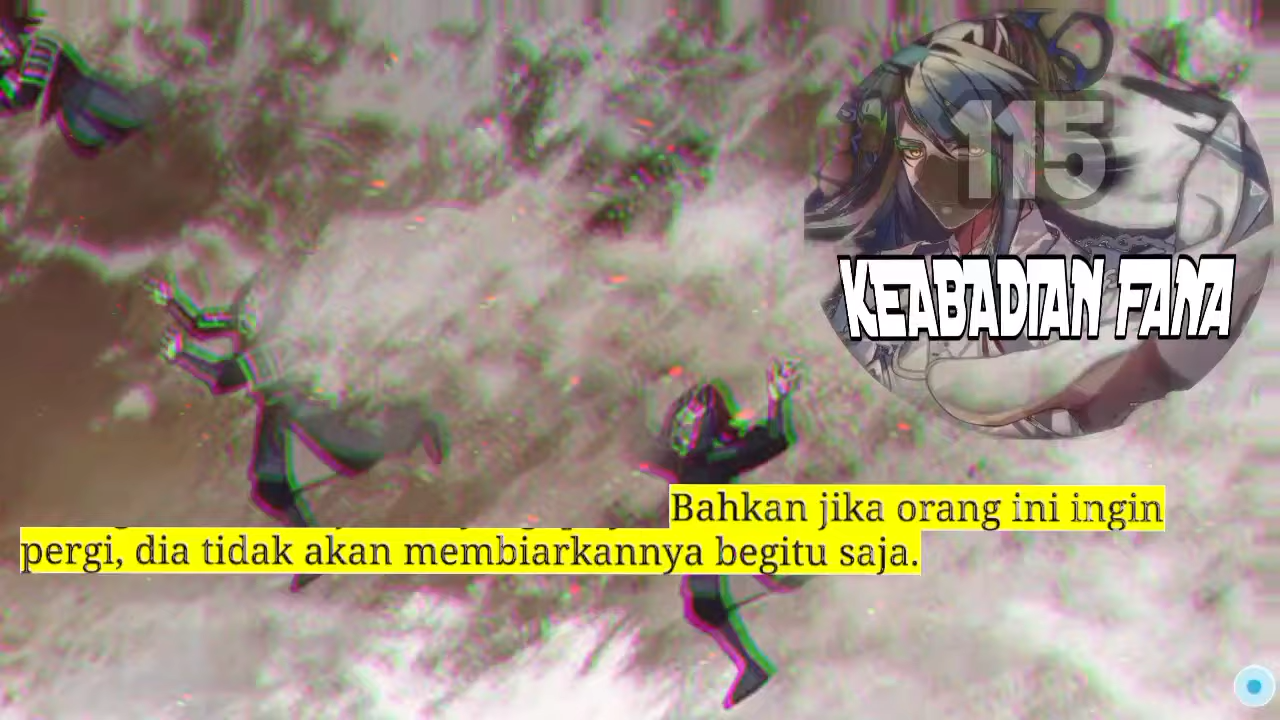 115
KEABADIAN FANA
Bahkan jika orang ini ingin
pergi, dia tidak akan membiarkannya begitu saja.